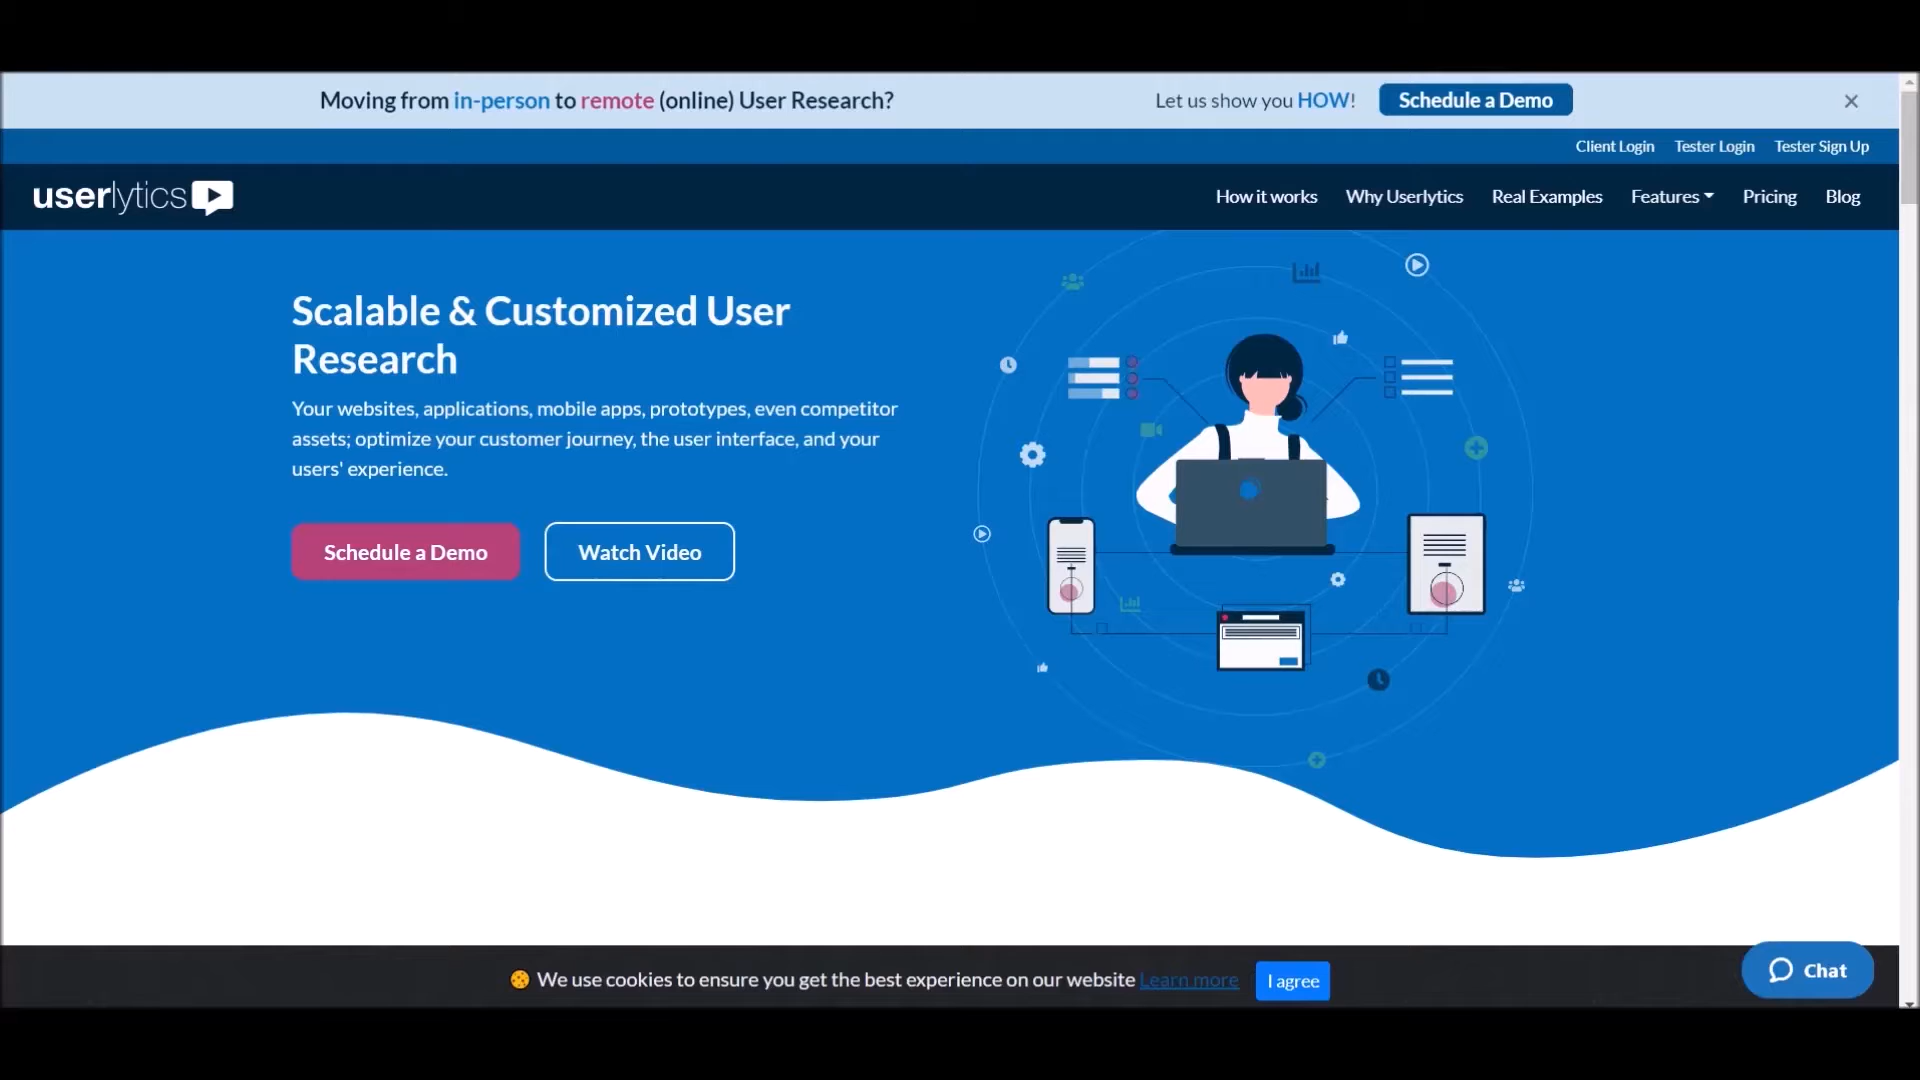 Moving from in-person to remote (online) User Research?
Let us show you HOW!
Schedule a Demo
Client Login
Tester Login
Tester Sign Up
userlytics
How it works
Why Userlytics
Real Examples
Features
Pricing
Blog
Scalable & Customized User
Research
Your websites, applications, mobile apps, prototypes, even competitor
assets; optimize your customer journey, the user interface, and your
users' experience.
Schedule a Demo
Watch Video
We use cookies to ensure you get the best experience on our website Learn more
I agree
Chat